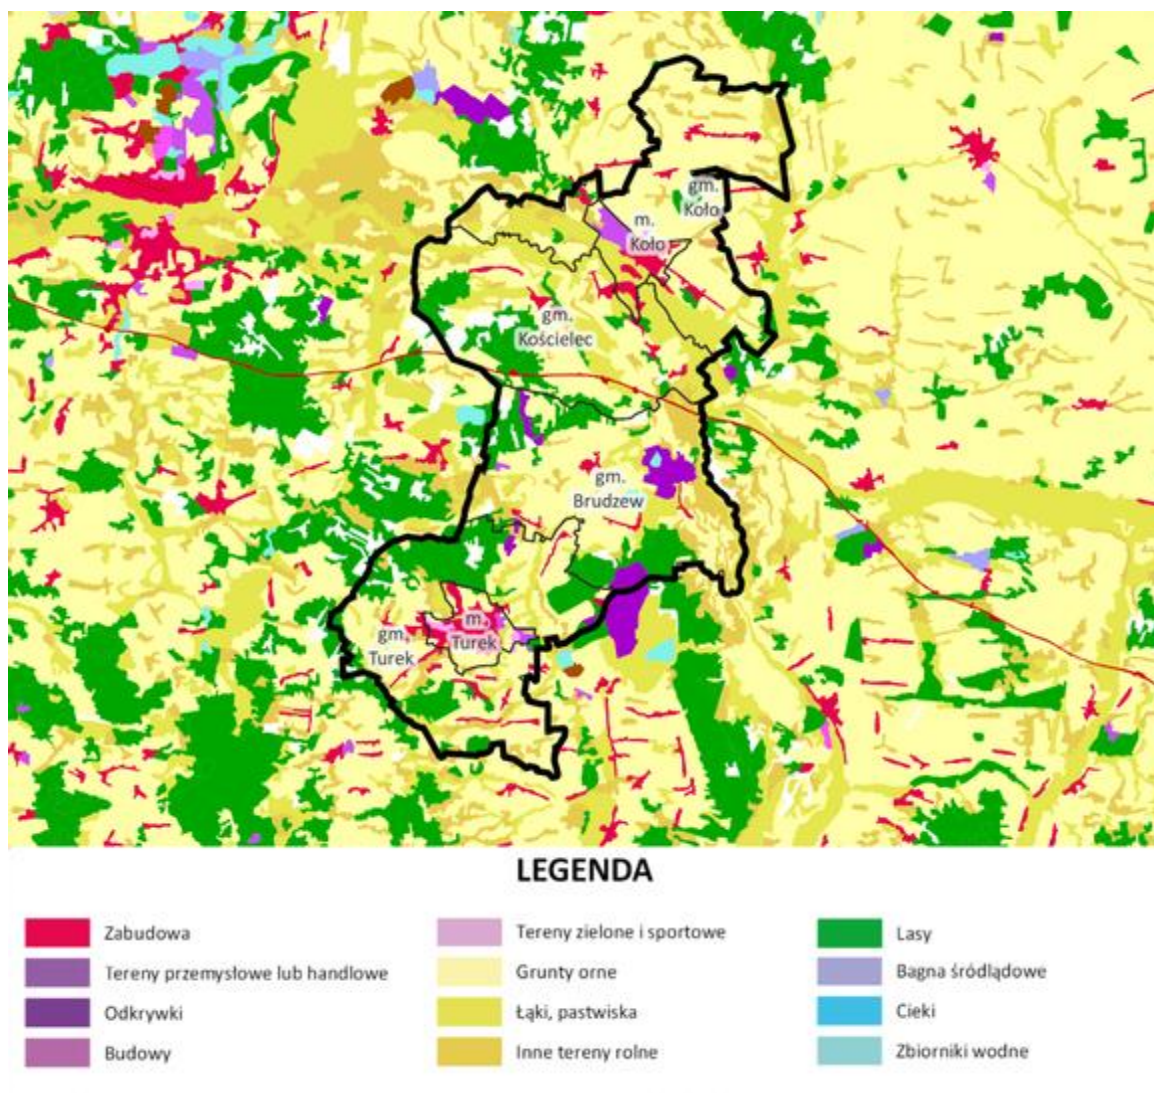 gm.
Koło
m.
Koło
gm.
Kościelec
gm.
Brudzew
m.
Turek
gm.
Turek
LEGENDA
Zabudowa
Tereny przemysłowe lub handlowe
Odkrywki
Budowy
Tereny zielone i sportowe
Grunty orne
Łąki, pastwiska
Inne tereny rolne
Lasy
Bagna śródlądowe
Cieki
Zbiorniki wodne